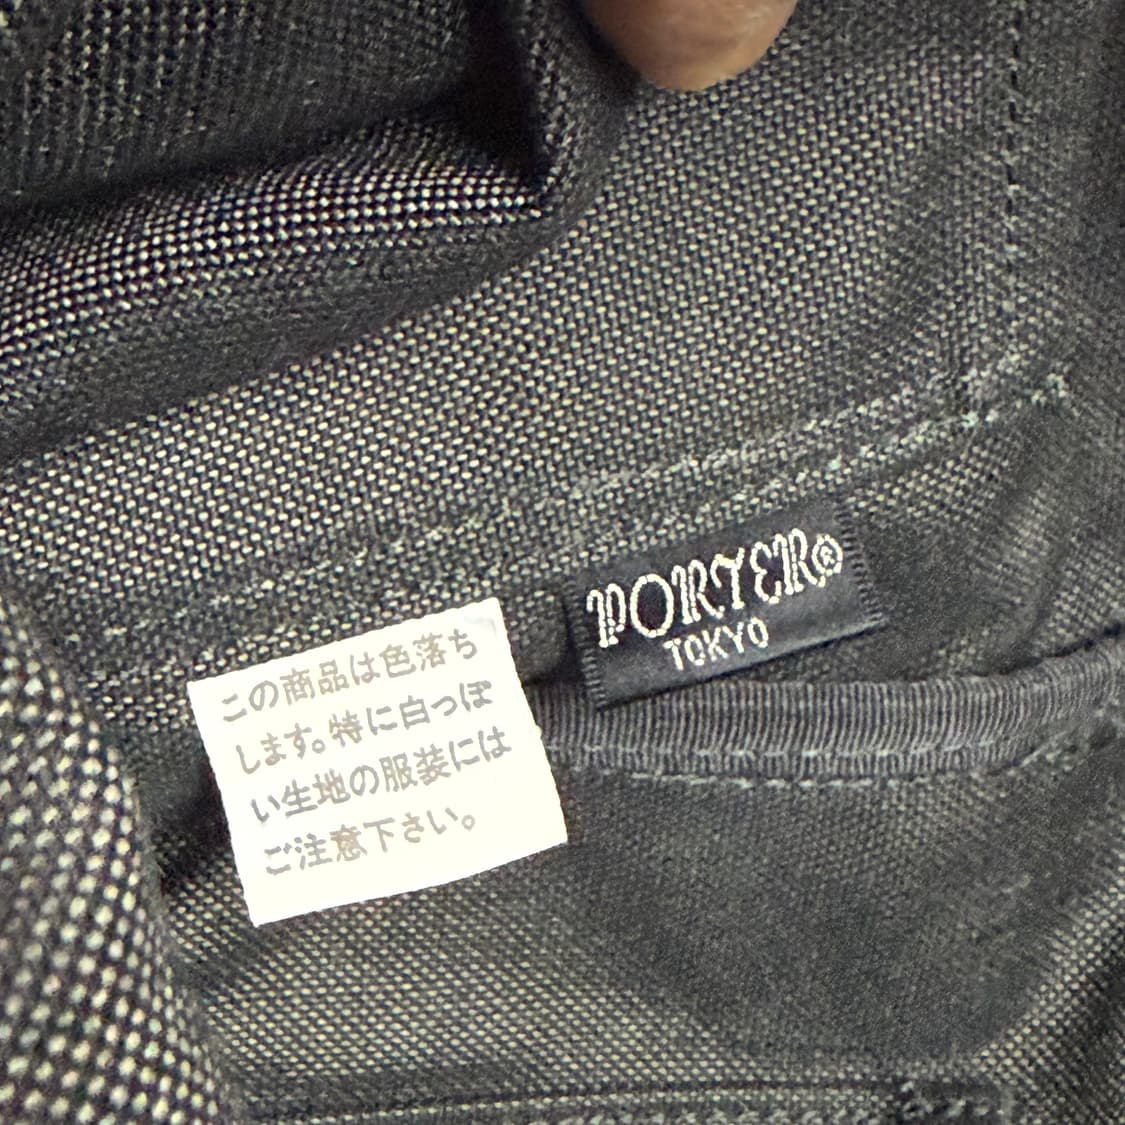 PORTER®
TOKYO
この商品は色落ち
します。特に白っぽ
い生地の服装には
ご注意下さい。